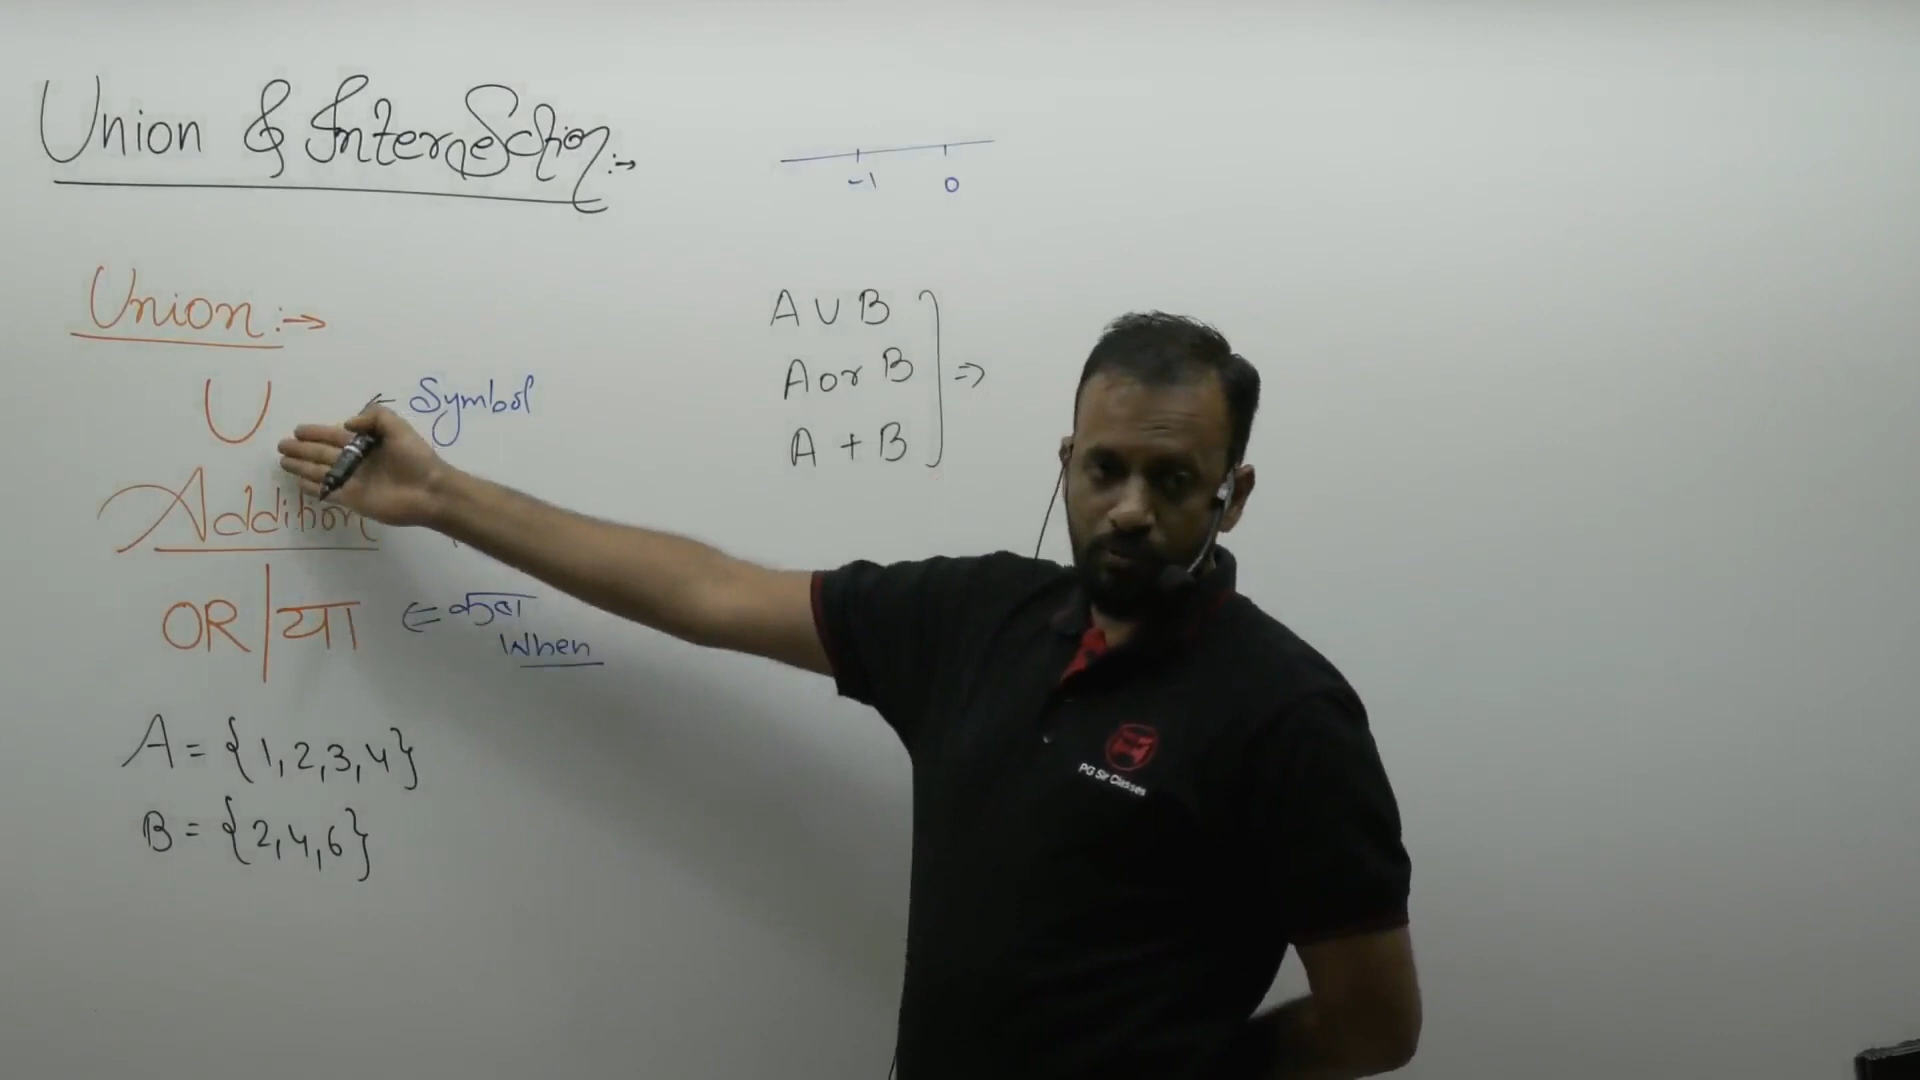 Union & InterSection :→
-1 0
Union :→
U ← Symbol
Addition
OR | या ⇐ कब
When
A = {1,2,3,4}
B = {2,4,6}
A ∪ B
A or B ⇒
A + B
PG Sir Classes